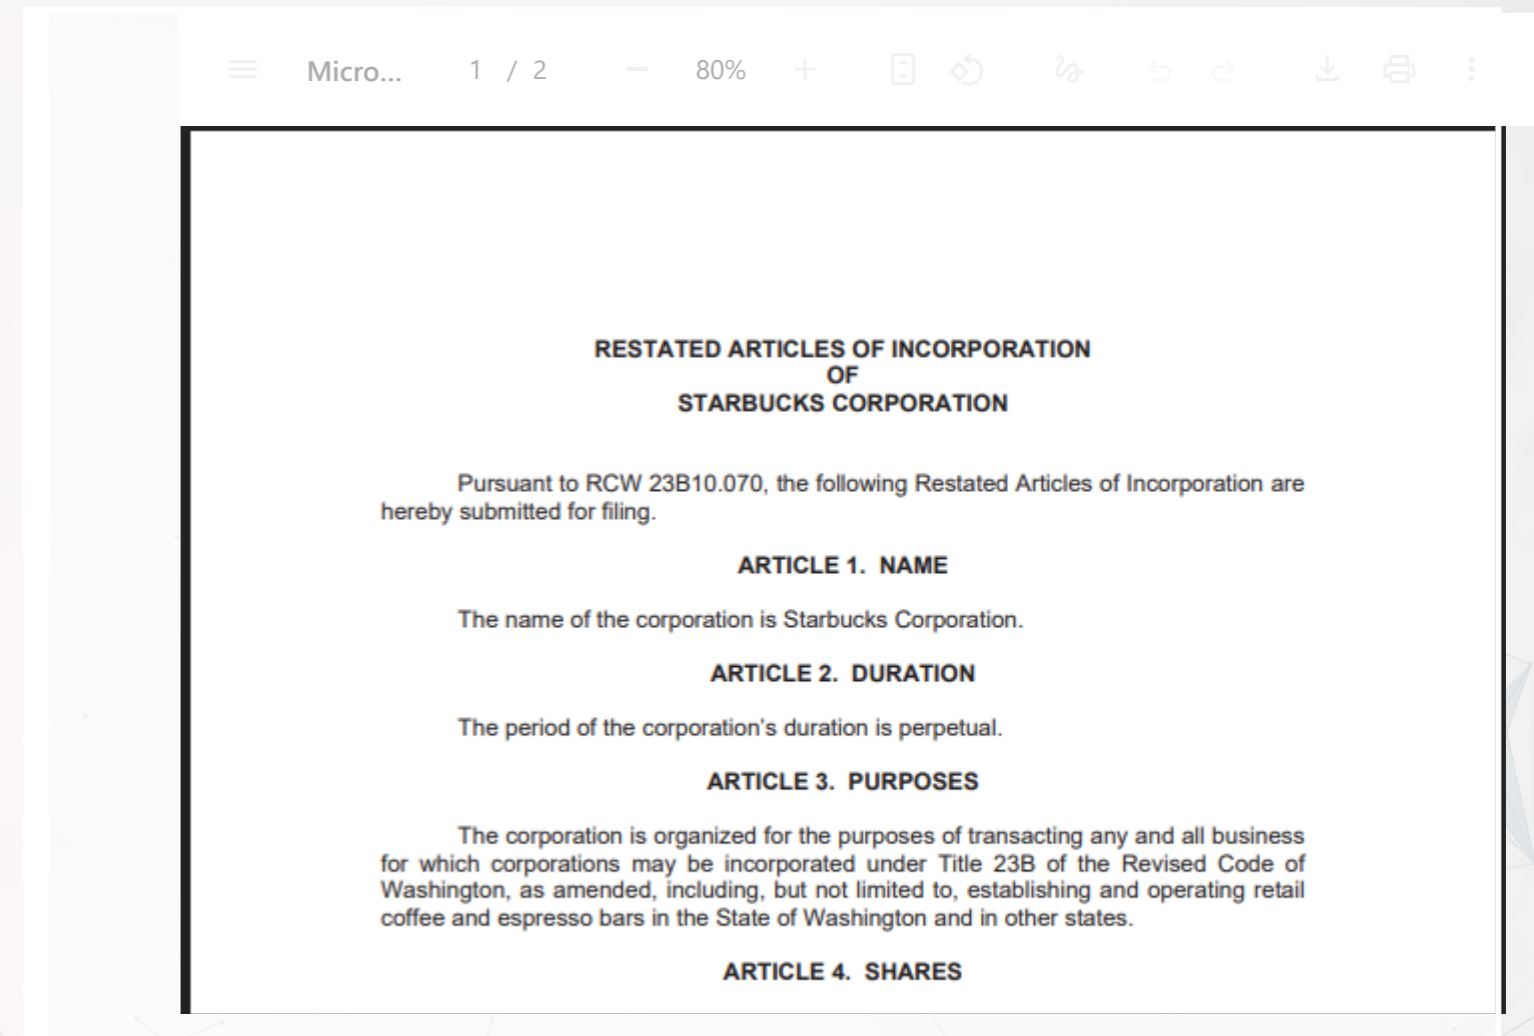 Micro... 1 / 2 80%
RESTATED ARTICLES OF INCORPORATION
OF
STARBUCKS CORPORATION
Pursuant to RCW 23B10.070, the following Restated Articles of Incorporation are
hereby submitted for filing.
ARTICLE 1. NAME
The name of the corporation is Starbucks Corporation.
ARTICLE 2. DURATION
The period of the corporation's duration is perpetual.
ARTICLE 3. PURPOSES
The corporation is organized for the purposes of transacting any and all business
for which corporations may be incorporated under Title 23B of the Revised Code of
Washington, as amended, including, but not limited to, establishing and operating retail
coffee and espresso bars in the State of Washington and in other states.
ARTICLE 4. SHARES